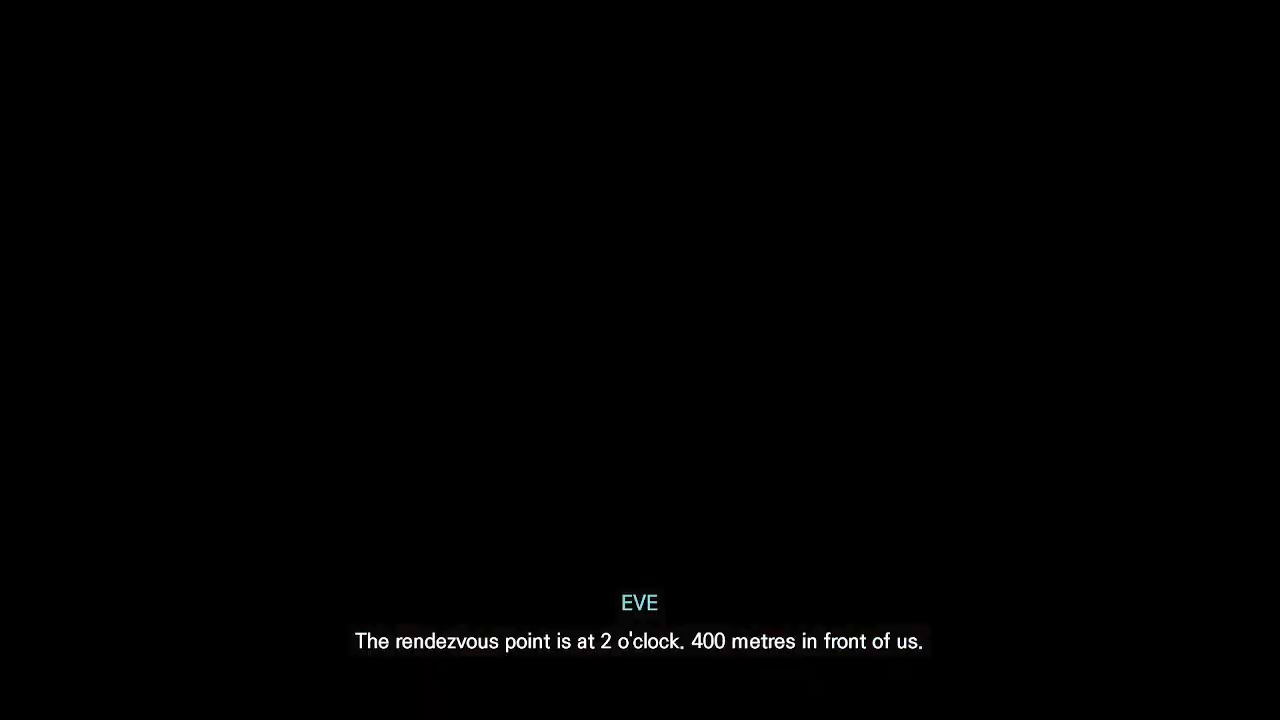 EVE
The rendezvous point is at 2 o'clock. 400 metres in front of us.